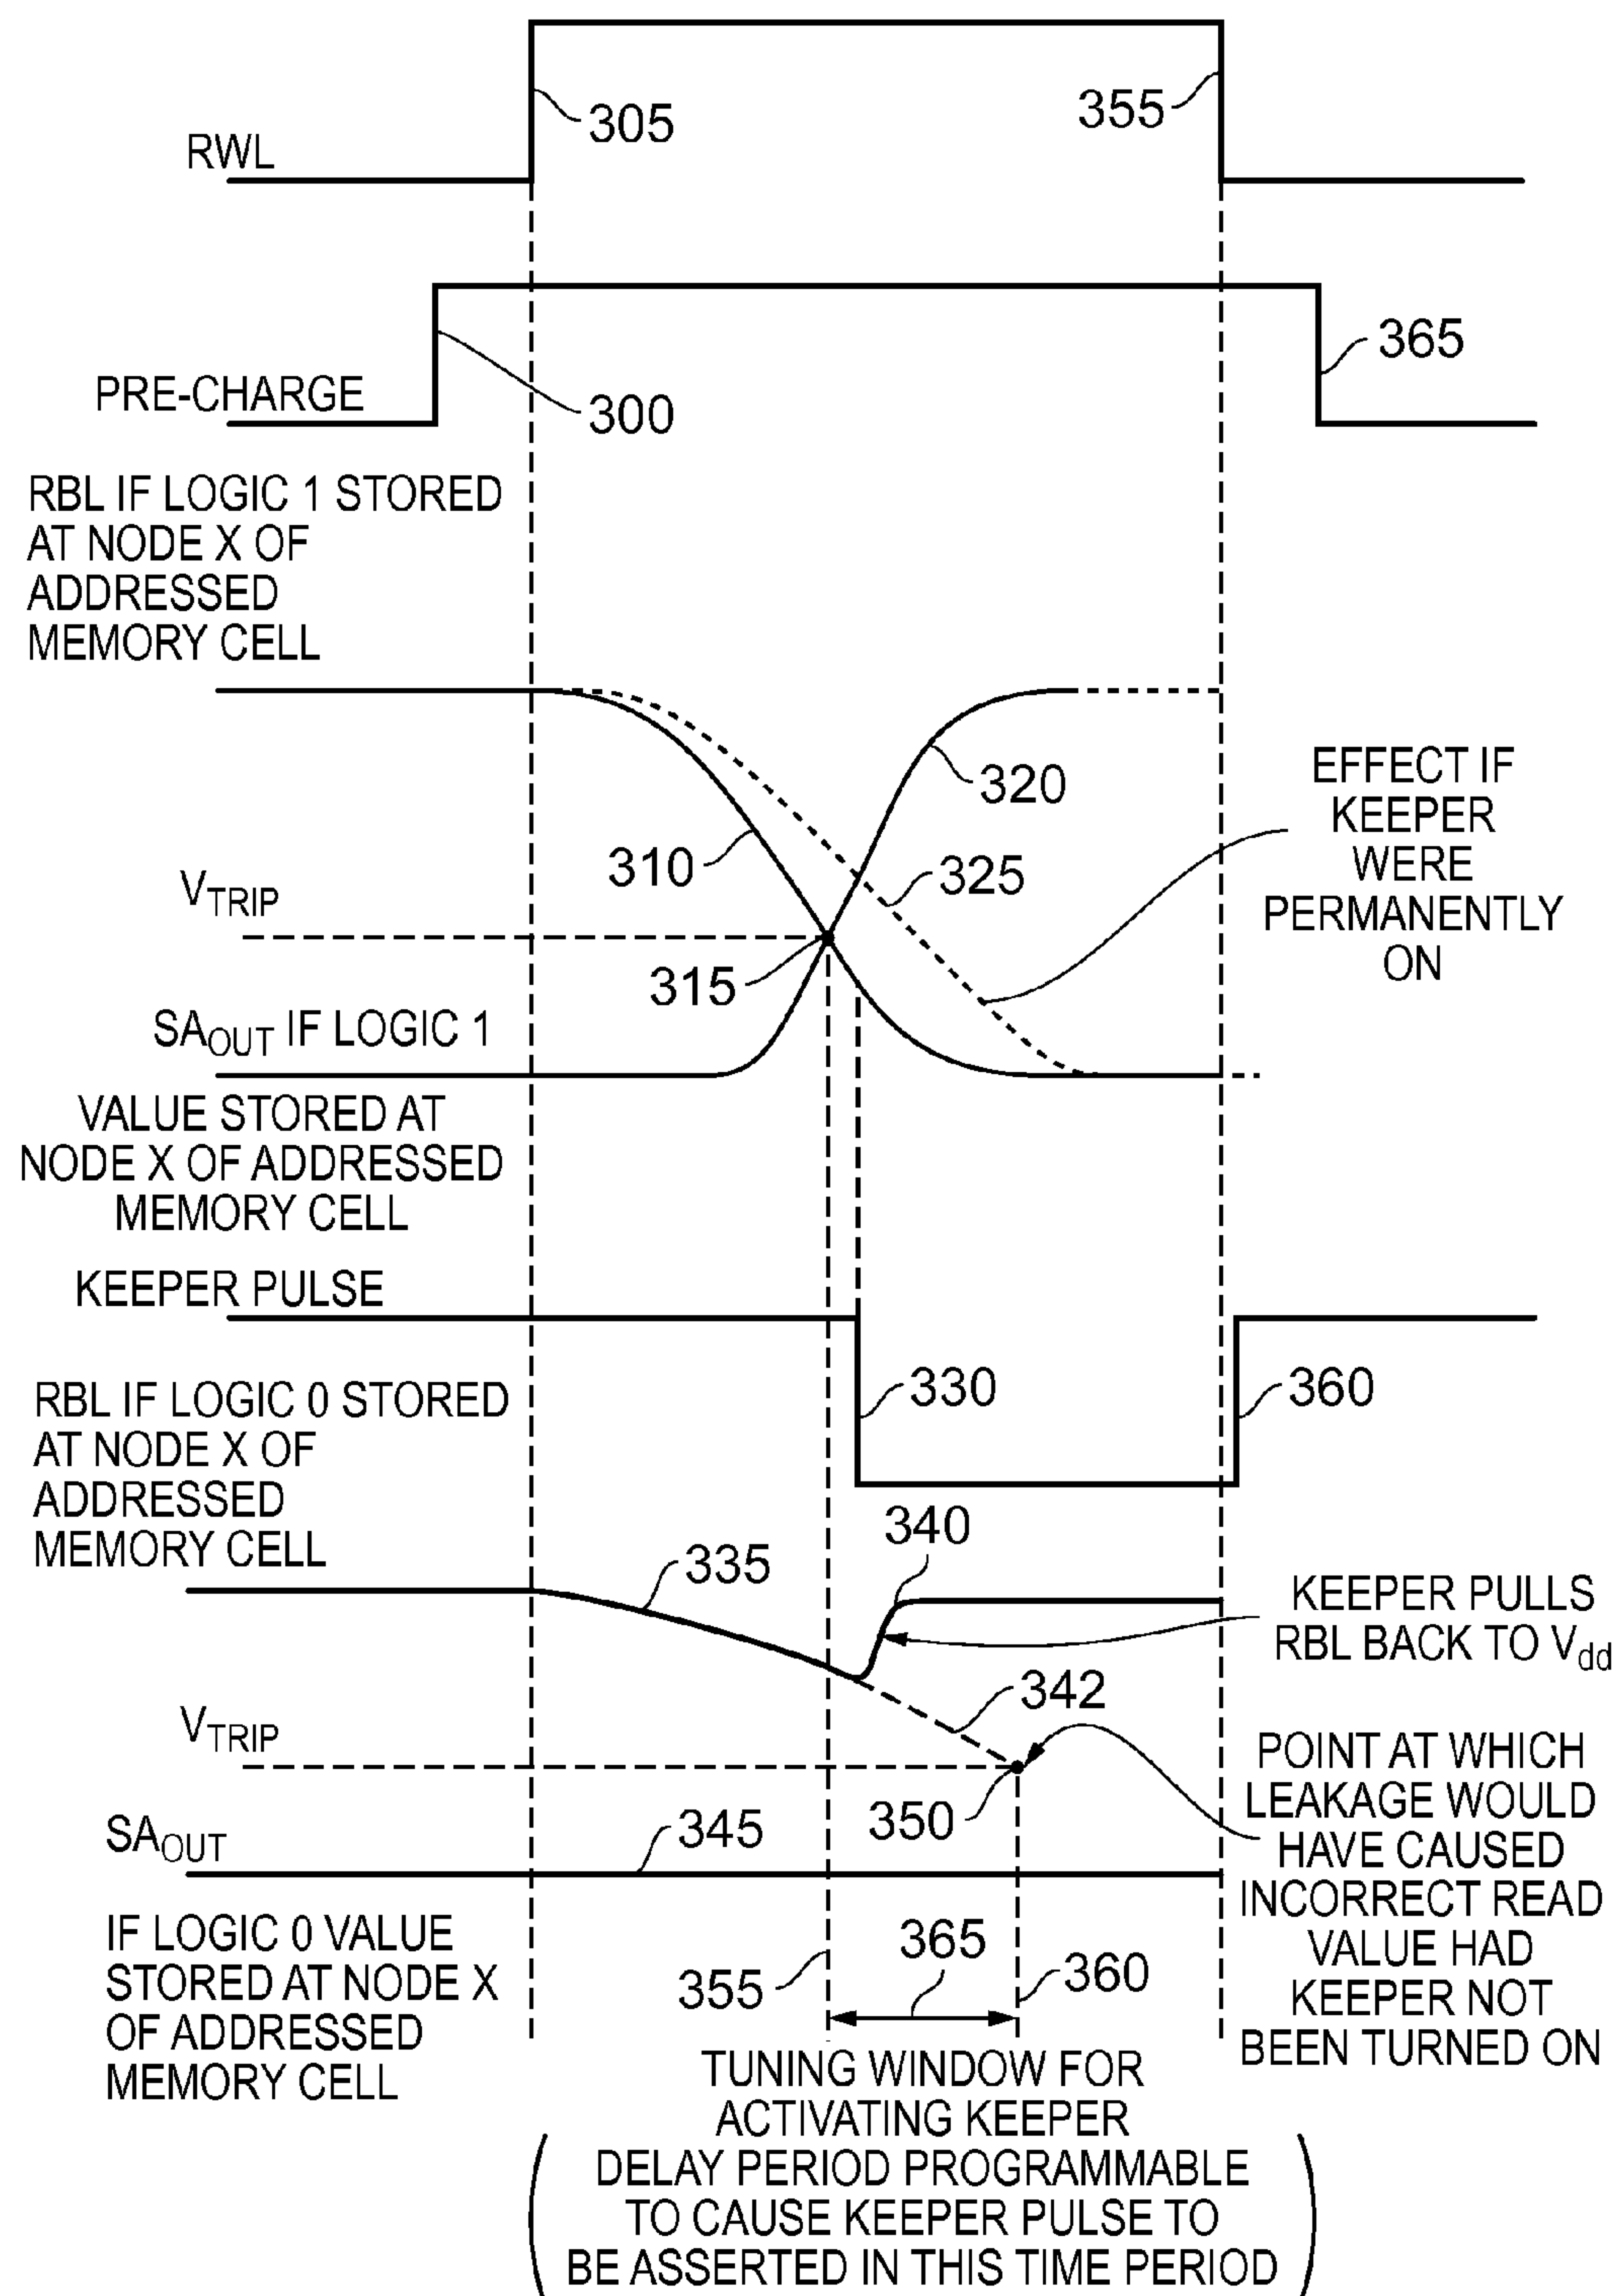 305
355
RWL
365
PRE-CHARGE
300
RBL IF LOGIC 1 STORED
AT NODE X OF
ADDRESSED
MEMORY CELL
320
EFFECT IF
KEEPER
WERE
PERMANENTLY
ON
310
325
VTRIP
315
SAOUT IF LOGIC 1
VALUE STORED AT
NODE X OF ADDRESSED
MEMORY CELL
KEEPER PULSE
330
360
RBL IF LOGIC 0 STORED
AT NODE X OF
ADDRESSED
MEMORY CELL
340
335
KEEPER PULLS
RBL BACK TO Vdd
342
VTRIP
350
POINT AT WHICH
LEAKAGE WOULD
HAVE CAUSED
INCORRECT READ
VALUE HAD
KEEPER NOT
BEEN TURNED ON
SAOUT
345
IF LOGIC 0 VALUE
STORED AT NODE X
OF ADDRESSED
MEMORY CELL
365
355
360
TUNING WINDOW FOR
ACTIVATING KEEPER
(DELAY PERIOD PROGRAMMABLE
TO CAUSE KEEPER PULSE TO
BE ASSERTED IN THIS TIME PERIOD)